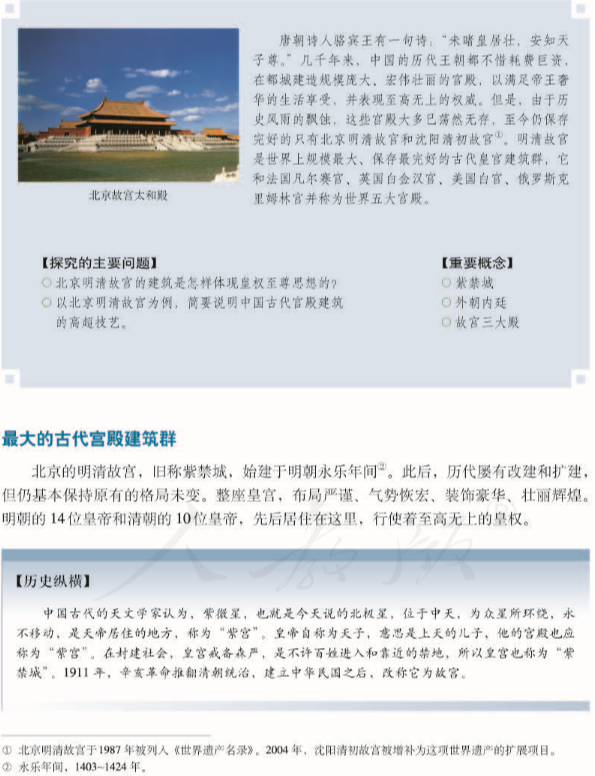 唐朝诗人骆宾王有一句诗：“未睹皇居壮，安知天
子尊。”几千年来，中国的历代王朝都不惜耗费巨资，
在都城建造规模庞大、宏伟壮丽的宫殿，以满足帝王奢
华的生活享受，并表现至高无上的权威。但是，由于历
史风雨的飘蚀，这些宫殿大多已荡然无存，至今仍保存
完好的只有北京明清故宫和沈阳清初故宫①。明清故宫
是世界上规模最大、保存最完好的古代皇宫建筑群，它
和法国凡尔赛宫、英国白金汉宫、美国白宫、俄罗斯克
里姆林宫并称为世界五大宫殿。
北京故宫太和殿
【探究的主要问题】
○ 北京明清故宫的建筑是怎样体现皇权至尊思想的？
○ 以北京明清故宫为例，简要说明中国古代宫殿建筑
的高超技艺。
【重要概念】
○ 紫禁城
○ 外朝内廷
○ 故宫三大殿
最大的古代宫殿建筑群
北京的明清故宫，旧称紫禁城，始建于明朝永乐年间②。此后，历代屡有改建和扩建，
但仍基本保持原有的格局未变。整座皇宫，布局严谨、气势恢宏、装饰豪华、壮丽辉煌。
明朝的14位皇帝和清朝的10位皇帝，先后居住在这里，行使着至高无上的皇权。
人教版
【历史纵横】
中国古代的天文学家认为，紫微星，也就是今天说的北极星，位于中天，为众星所环绕，永
不移动，是天帝居住的地方，称为“紫宫”。皇帝自称为天子，意思是上天的儿子，他的宫殿也应
称为“紫宫”。在封建社会，皇宫戒备森严，是不许百姓进入和靠近的禁地，所以皇宫也称为“紫
禁城”。1911年，辛亥革命推翻清朝统治，建立中华民国之后，改称它为故宫。
① 北京明清故宫于1987年被列入《世界遗产名录》。2004年，沈阳清初故宫被增补为这项世界遗产的扩展项目。
② 永乐年间，1403~1424年。